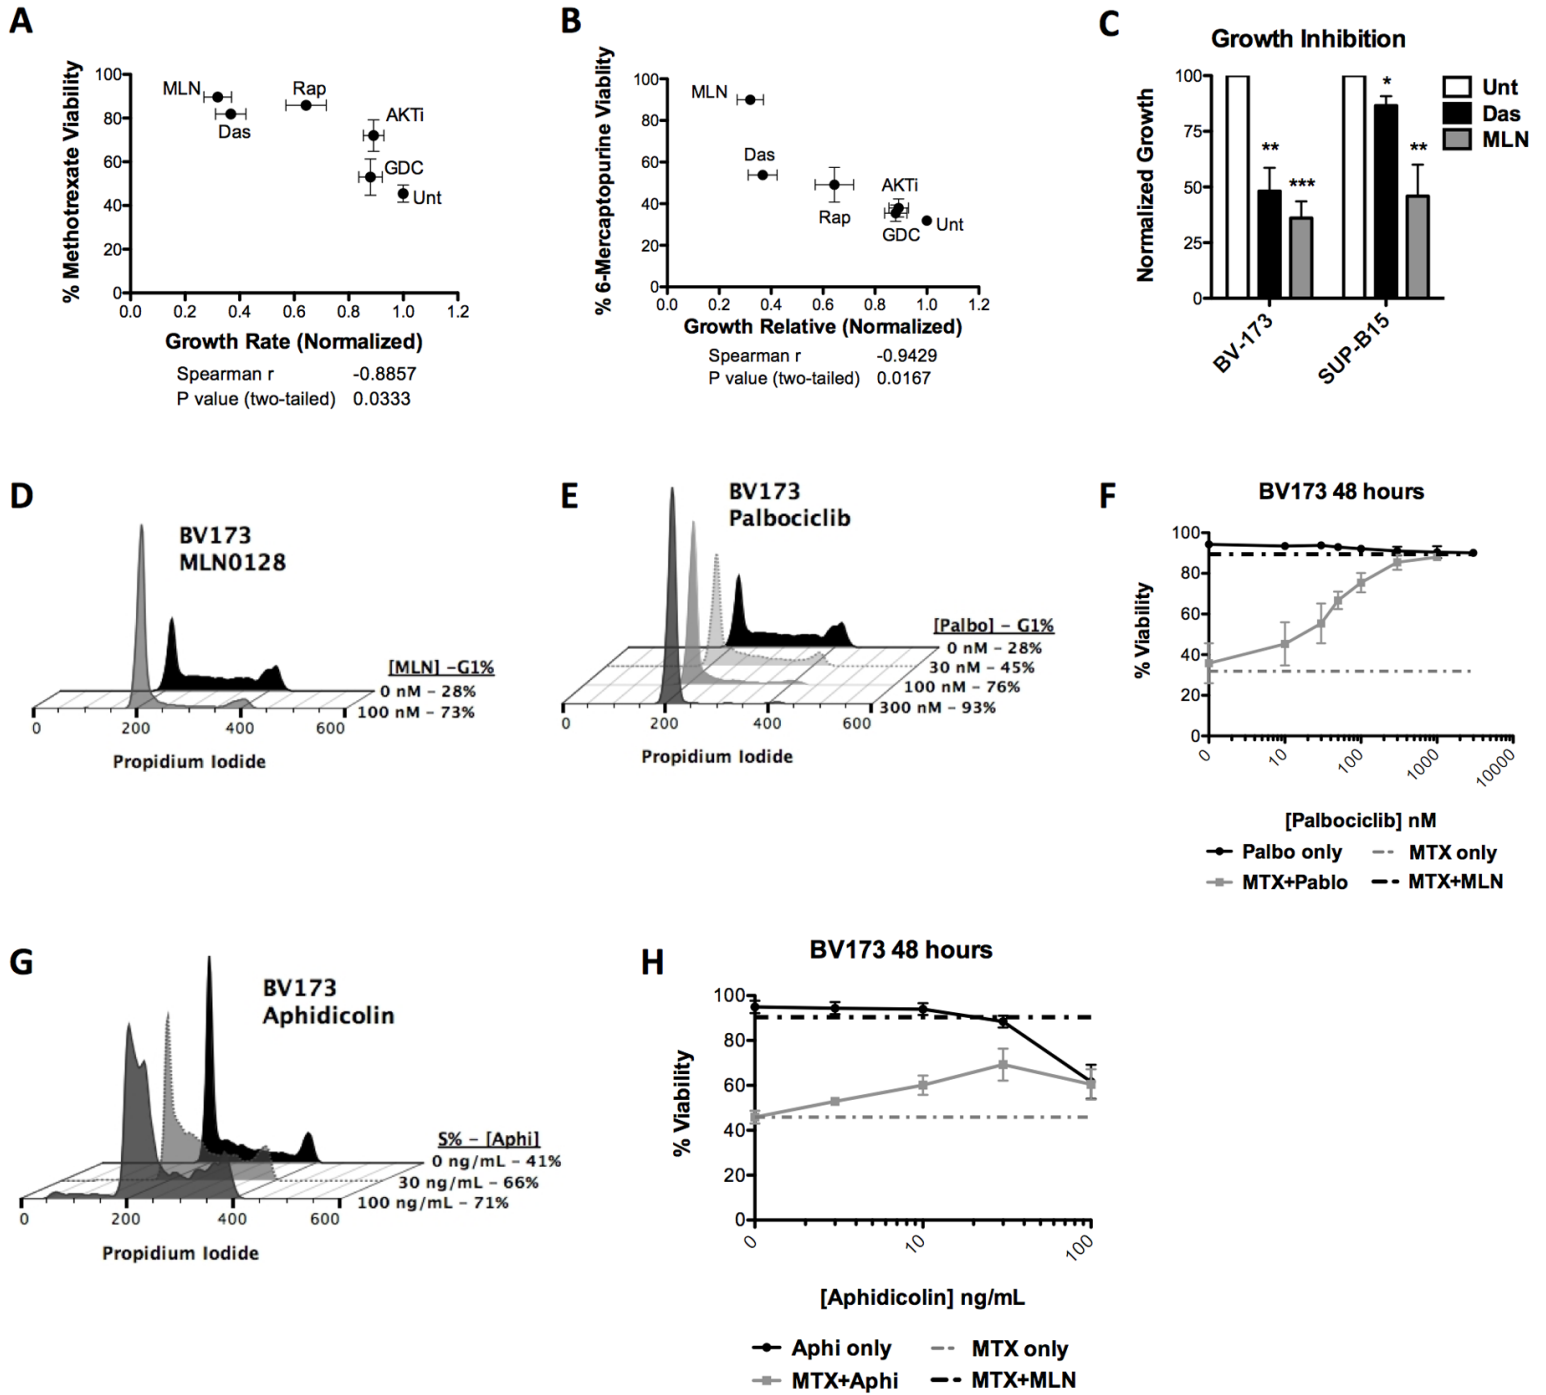 A
% Methotrexate Viability
100
80
60
40
20
0
MLN
Das
Rap
AKTi
GDC
Unt
0.0 0.2 0.4 0.6 0.8 1.0 1.2
Growth Rate (Normalized)
Spearman r -0.8857
P value (two-tailed) 0.0333
B
% 6-Mercaptopurine Viablity
100
80
60
40
20
0
MLN
Das
Rap
AKTi
GDC
Unt
0.0 0.2 0.4 0.6 0.8 1.0 1.2
Growth Relative (Normalized)
Spearman r -0.9429
P value (two-tailed) 0.0167
C
Growth Inhibition
Normalized Growth
100
75
50
25
0
**
***
*
**
BV-173
SUP-B15
Unt
Das
MLN
D
BV173
MLN0128
[MLN] –G1%
0 nM – 28%
100 nM – 73%
0 200 400 600
Propidium Iodide
E
BV173
Palbociclib
[Palbo] – G1%
0 nM – 28%
30 nM – 45%
100 nM – 76%
300 nM – 93%
0 200 400 600
Propidium Iodide
F
BV173 48 hours
% Viability
100
80
60
40
20
0
0 10 100 1000 10000
[Palbociclib] nM
Palbo only
MTX only
MTX+Pablo
MTX+MLN
G
BV173
Aphidicolin
S% – [Aphi]
0 ng/mL – 41%
30 ng/mL – 66%
100 ng/mL – 71%
0 200 400 600
Propidium Iodide
H
BV173 48 hours
% Viability
100
80
60
40
20
0
0 10 100
[Aphidicolin] ng/mL
Aphi only
MTX only
MTX+Aphi
MTX+MLN